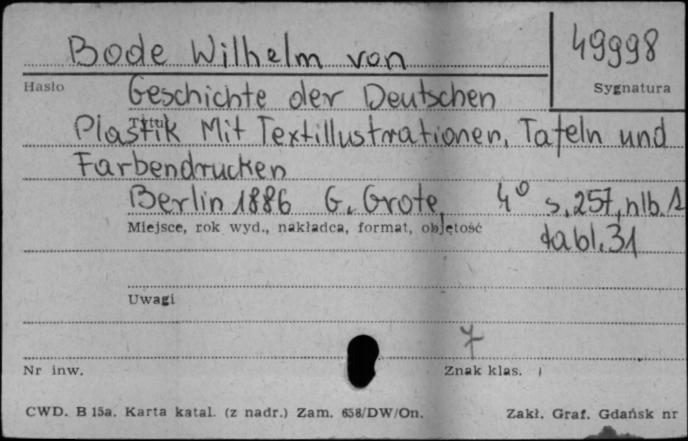 Bode Wilhelm von
49998
Hasło
Sygnatura
Geschichte der Deutschen
Tytuł
Plastik Mit Textillustrationen, Tafeln und
Farbendrucken
Berlin 1886 G. Grote, 4° s. 257, nlb. 1
Miejsce, rok wyd., nakładca, format, objętość
tabl. 31
Uwagi
7
Nr inw.
Znak klas.
CWD. B 15a. Karta katal. (z nadr.) Zam. 658/DW/On.
Zakł. Graf. Gdańsk nr